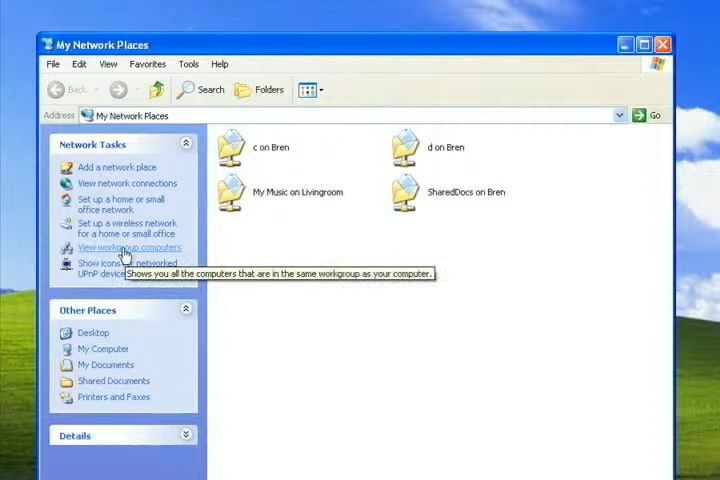 My Network Places
File Edit View Favorites Tools Help
Back Search Folders
Address My Network Places Go
Network Tasks
Add a network place
View network connections
Set up a home or small
office network
Set up a wireless network
for a home or small office
View workgroup computers
Show icons for networked
UPnP device
Shows you all the computers that are in the same workgroup as your computer.
Other Places
Desktop
My Computer
My Documents
Shared Documents
Printers and Faxes
Details
c on Bren
d on Bren
My Music on Livingroom
SharedDocs on Bren